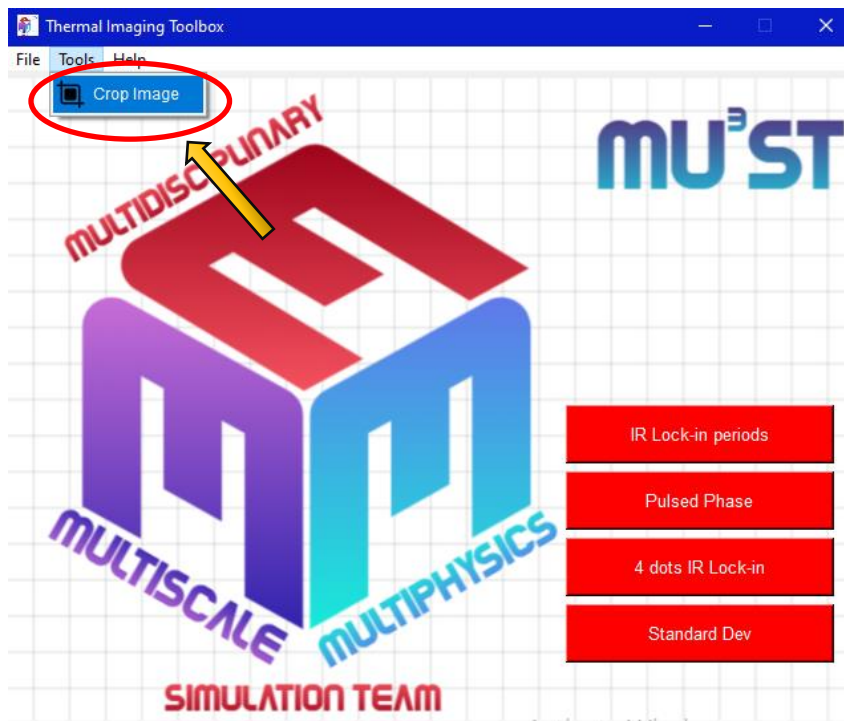 Thermal Imaging Toolbox
File Tools Help
Crop Image
MU³ST
MULTIDISCIPLINARY
MULTISCALE
MULTIPHYSICS
SIMULATION TEAM
IR Lock-in periods
Pulsed Phase
4 dots IR Lock-in
Standard Dev